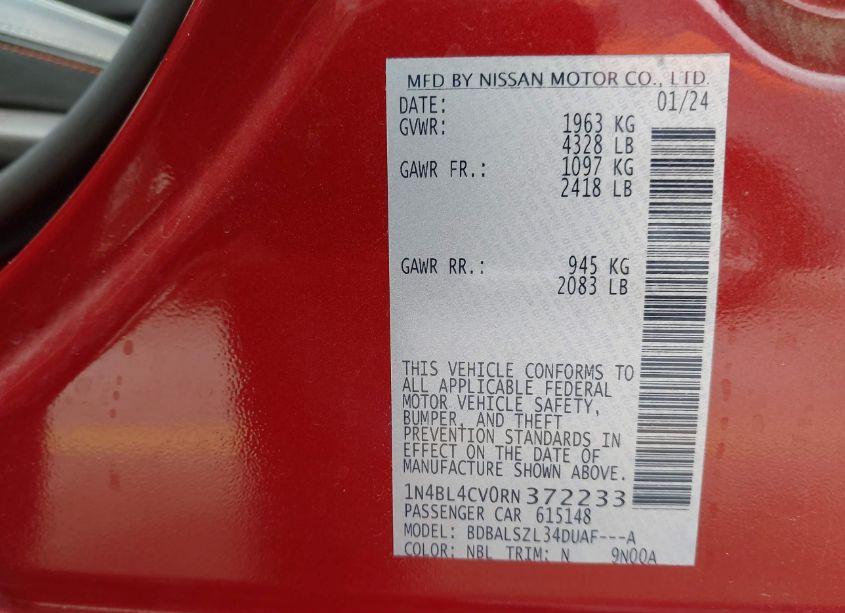 MFD BY NISSAN MOTOR CO., LTD.
DATE: 01/24
GVWR: 1963 KG
4328 LB
GAWR FR.: 1097 KG
2418 LB
GAWR RR.: 945 KG
2083 LB
THIS VEHICLE CONFORMS TO
ALL APPLICABLE FEDERAL
MOTOR VEHICLE SAFETY,
BUMPER, AND THEFT
PREVENTION STANDARDS IN
EFFECT ON THE DATE OF
MANUFACTURE SHOWN ABOVE.
1N4BL4CV0RN372233
PASSENGER CAR 615148
MODEL: BDBALSZL34DUAF---A
COLOR: NBL TRIM: N 9N00A